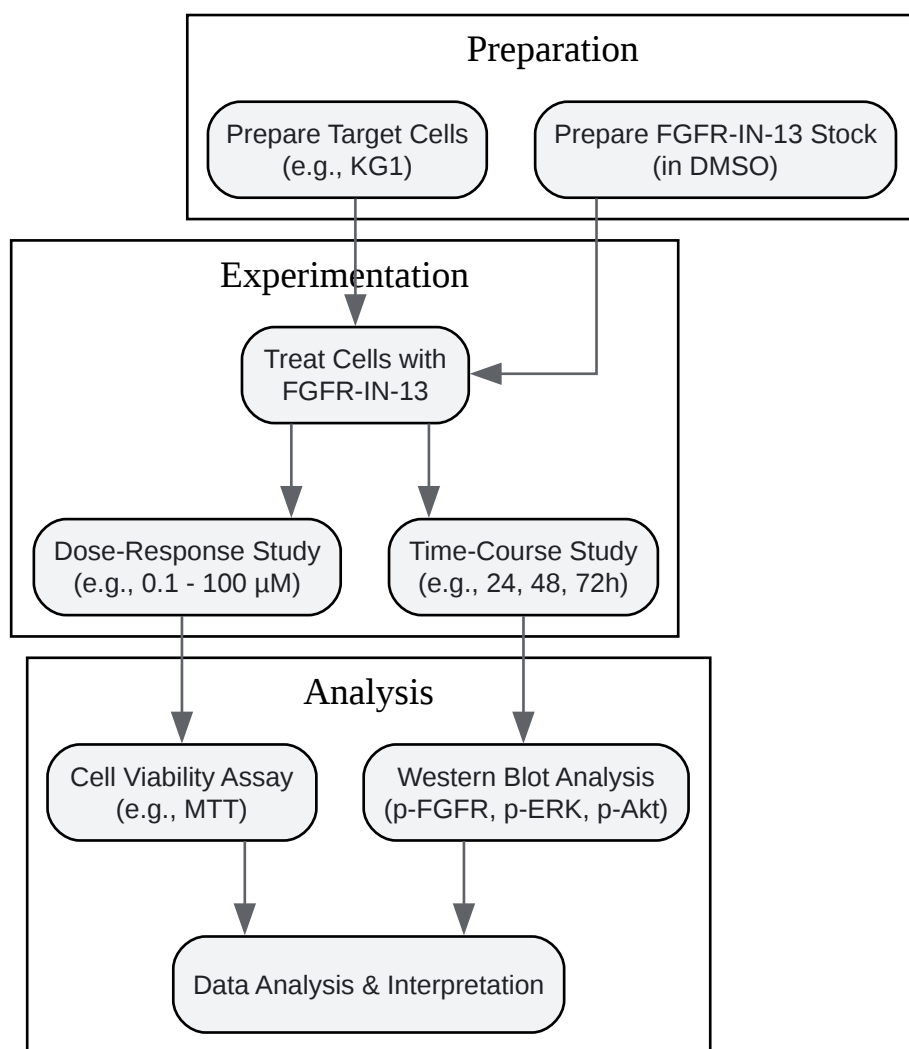 Preparation
Prepare Target Cells
(e.g., KG1)
Prepare FGFR-IN-13 Stock
(in DMSO)
Experimentation
Treat Cells with
FGFR-IN-13
Dose-Response Study
(e.g., 0.1 - 100 µM)
Time-Course Study
(e.g., 24, 48, 72h)
Analysis
Cell Viability Assay
(e.g., MTT)
Western Blot Analysis
(p-FGFR, p-ERK, p-Akt)
Data Analysis & Interpretation